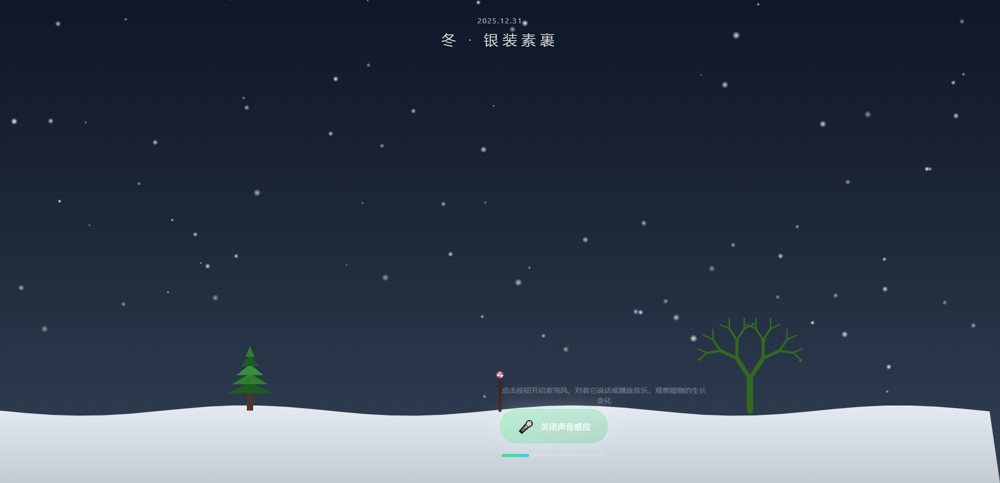 2025.12.31
冬 · 银装素裹
点击按钮开启麦克风，对着它说话或播放音乐，观察植物的生长
变化
关闭声音感应